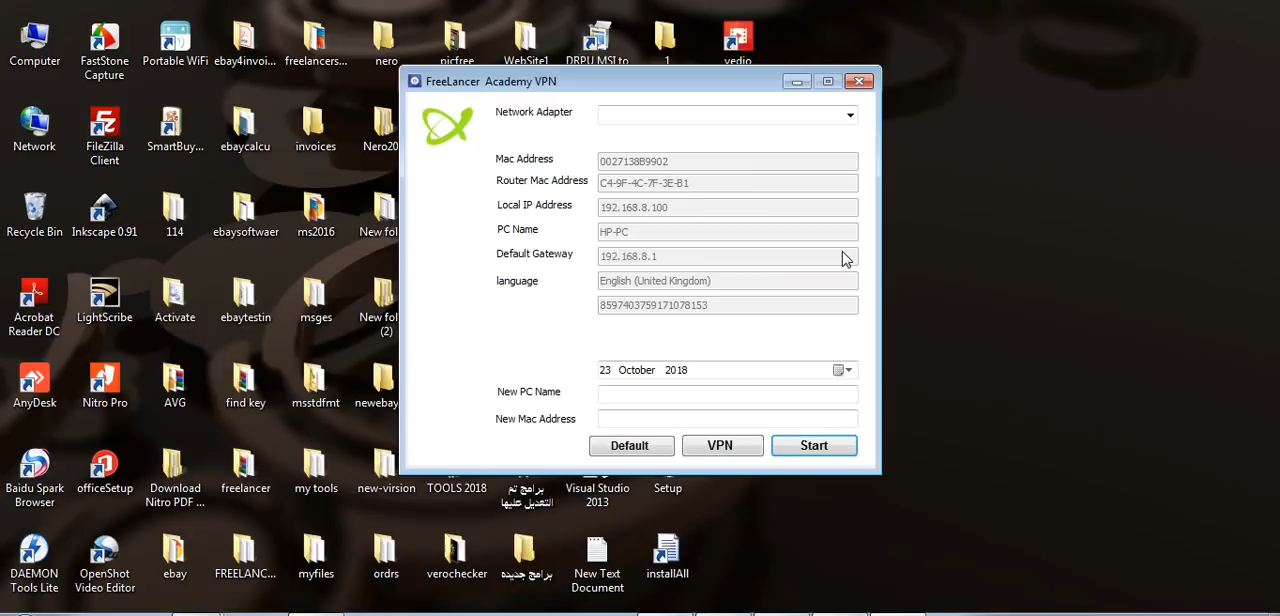 Computer
FastStone
Capture
Portable WiFi
ebay4invoi...
freelancers...
nero
picfree
WebSite1
DRPU MSI to
1
vedio
Network
FileZilla
Client
SmartBuy...
ebaycalcu
invoices
Nero20
Recycle Bin
Inkscape 0.91
114
ebaysoftwaer
ms2016
New fol
Acrobat
Reader DC
LightScribe
Activate
ebaytestin
msges
New fol
(2)
AnyDesk
Nitro Pro
AVG
find key
msstdfmt
neweba
Baidu Spark
Browser
officeSetup
Download
Nitro PDF ...
freelancer
my tools
new-virsion
TOOLS 2018
برامج تم
التعديل عليها
Visual Studio
2013
Setup
DAEMON
Tools Lite
OpenShot
Video Editor
ebay
FREELANC...
myfiles
ordrs
verochecker
برامج جديده
New Text
Document
installAll
FreeLancer Academy VPN
Network Adapter
Mac Address
0027138B9902
Router Mac Address
C4-9F-4C-7F-3E-B1
Local IP Address
192.168.8.100
PC Name
HP-PC
Default Gateway
192.168.8.1
language
English (United Kingdom)
8597403759171078153
23 October 2018
New PC Name
New Mac Address
Default
VPN
Start